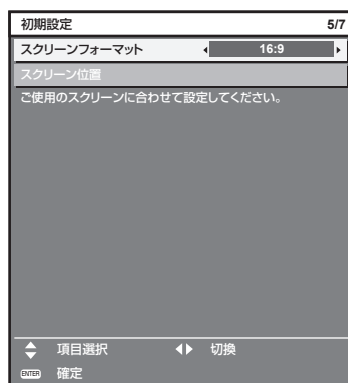 初期設定 5/7
スクリーンフォーマット 16:9
スクリーン位置
ご使用のスクリーンに合わせて設定してください。
項目選択 切換
ENTER 確定